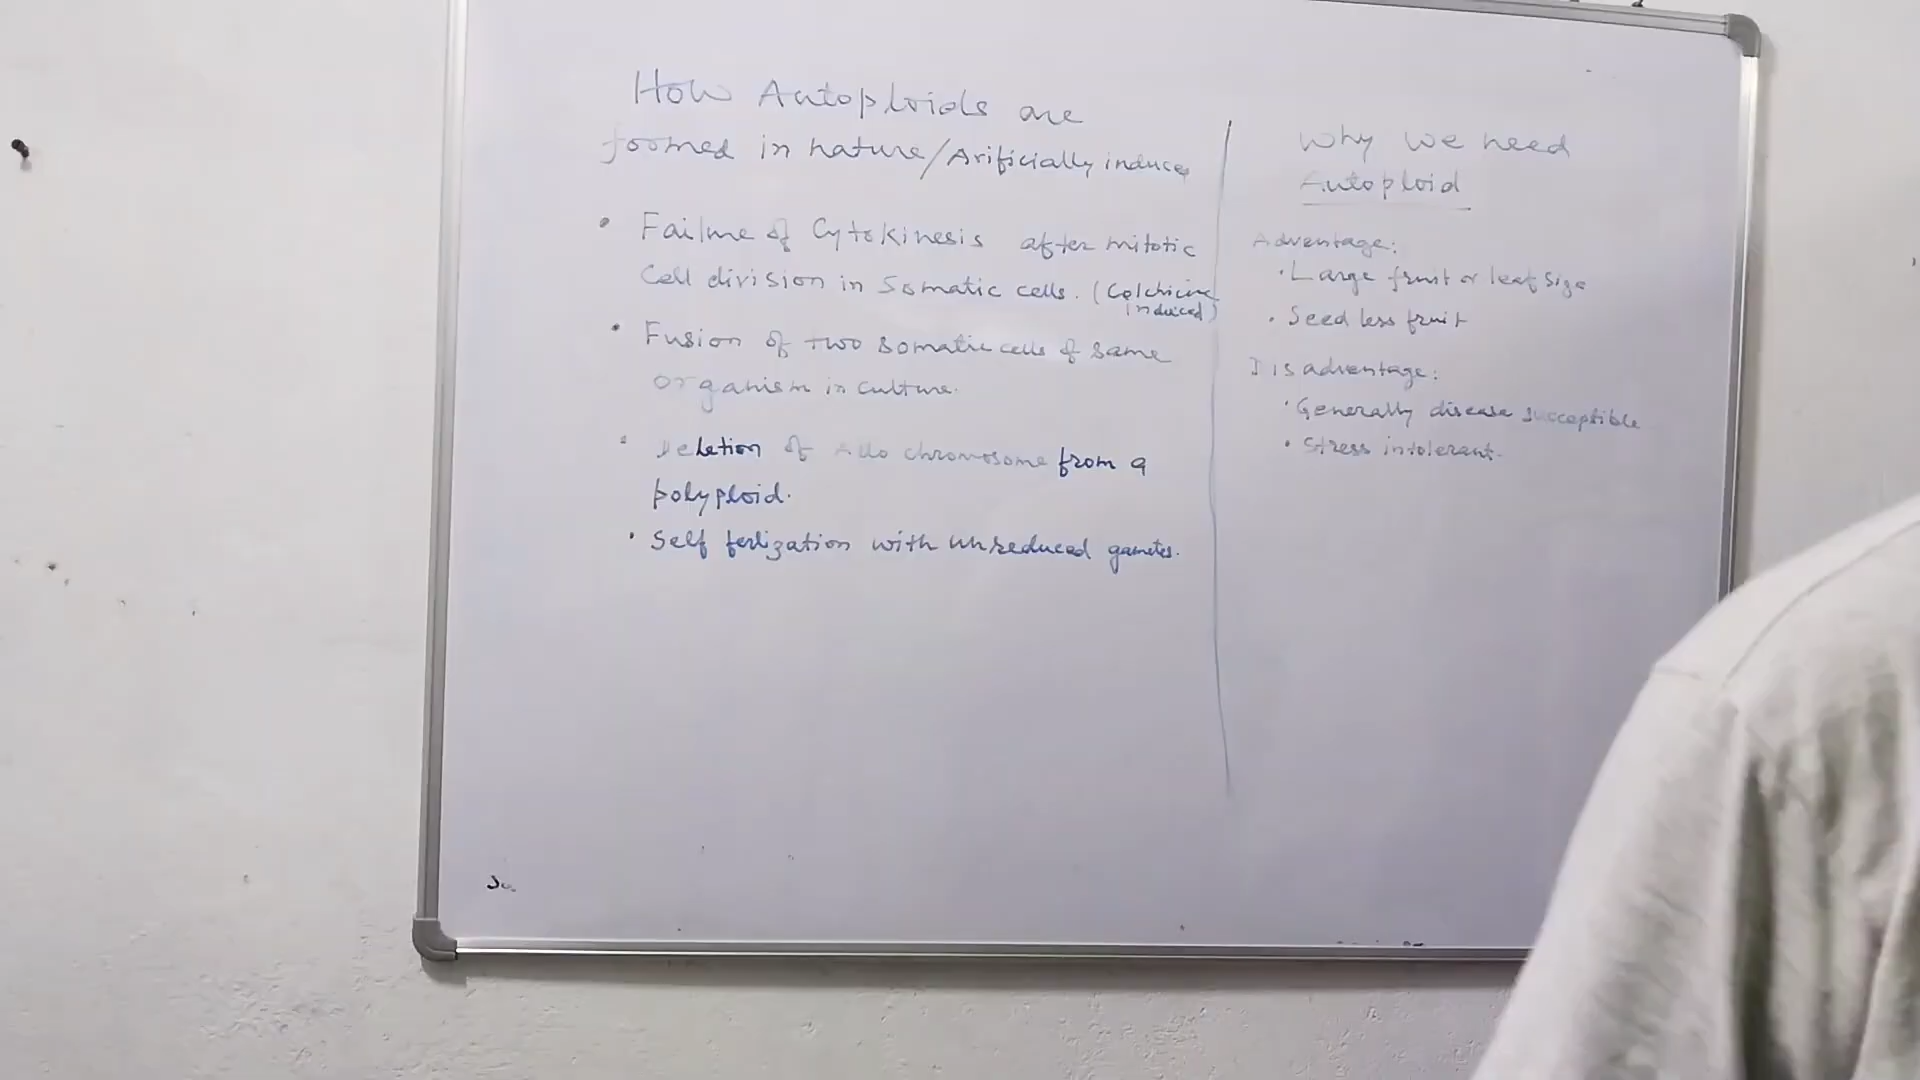 How Autoploids are
formed in nature/Arificially induce
• Failure of Cytokinesis after mitotic
Cell division in Somatic cells. (Colchicine
induced)
• Fusion of two somatic cells of same
organism in culture.
• Deletion of Allo chromosome from a
polyploid.
• Self ferlization with unreduced gametes.
Why we need
Autoploid
Advantage:
• Large fruit or leaf size
• Seed less fruit
Disadvantage:
• Generally disease succeptible
• Stress intolerant.